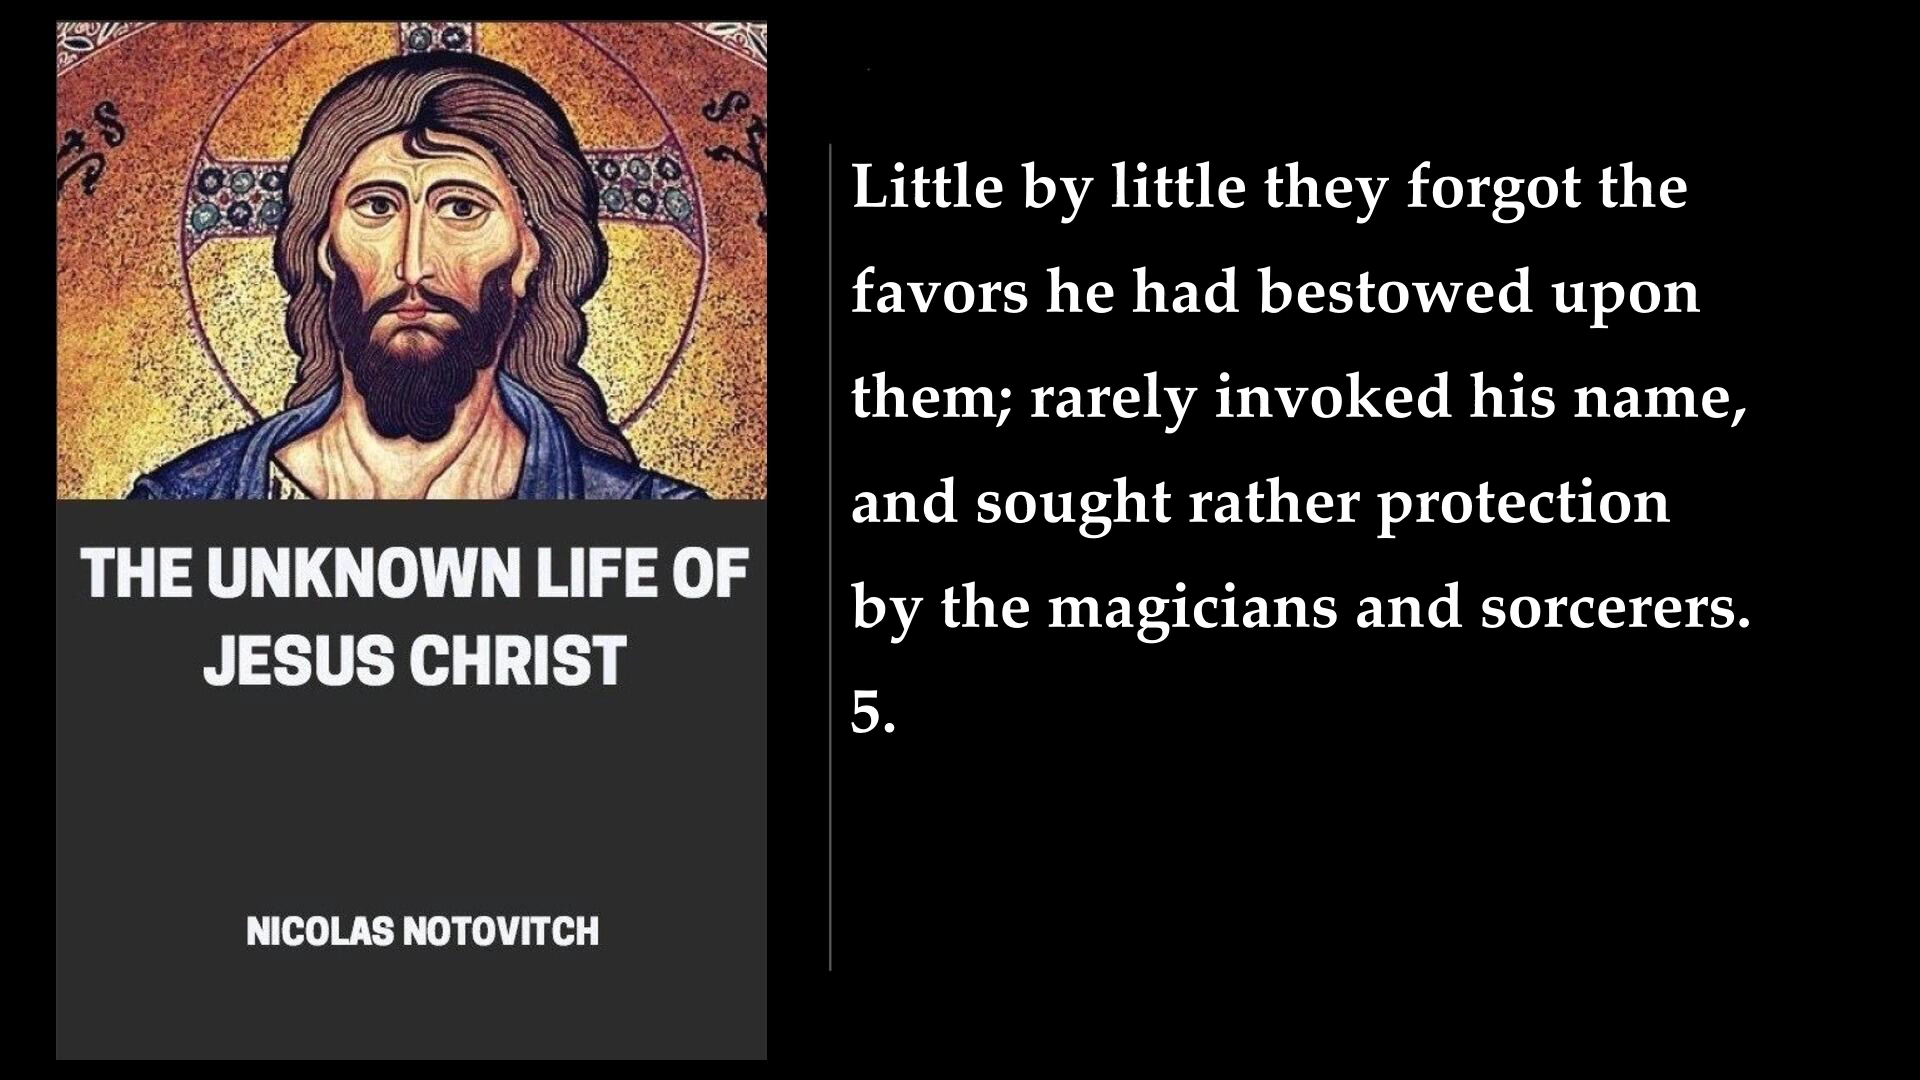 THE UNKNOWN LIFE OF
JESUS CHRIST
NICOLAS NOTOVITCH
Little by little they forgot the
favors he had bestowed upon
them; rarely invoked his name,
and sought rather protection
by the magicians and sorcerers.
5.